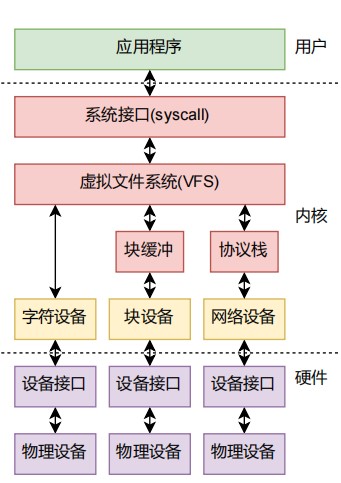 应用程序
用户
系统接口(syscall)
虚拟文件系统(VFS)
内核
块缓冲
协议栈
字符设备
块设备
网络设备
硬件
设备接口
设备接口
设备接口
物理设备
物理设备
物理设备